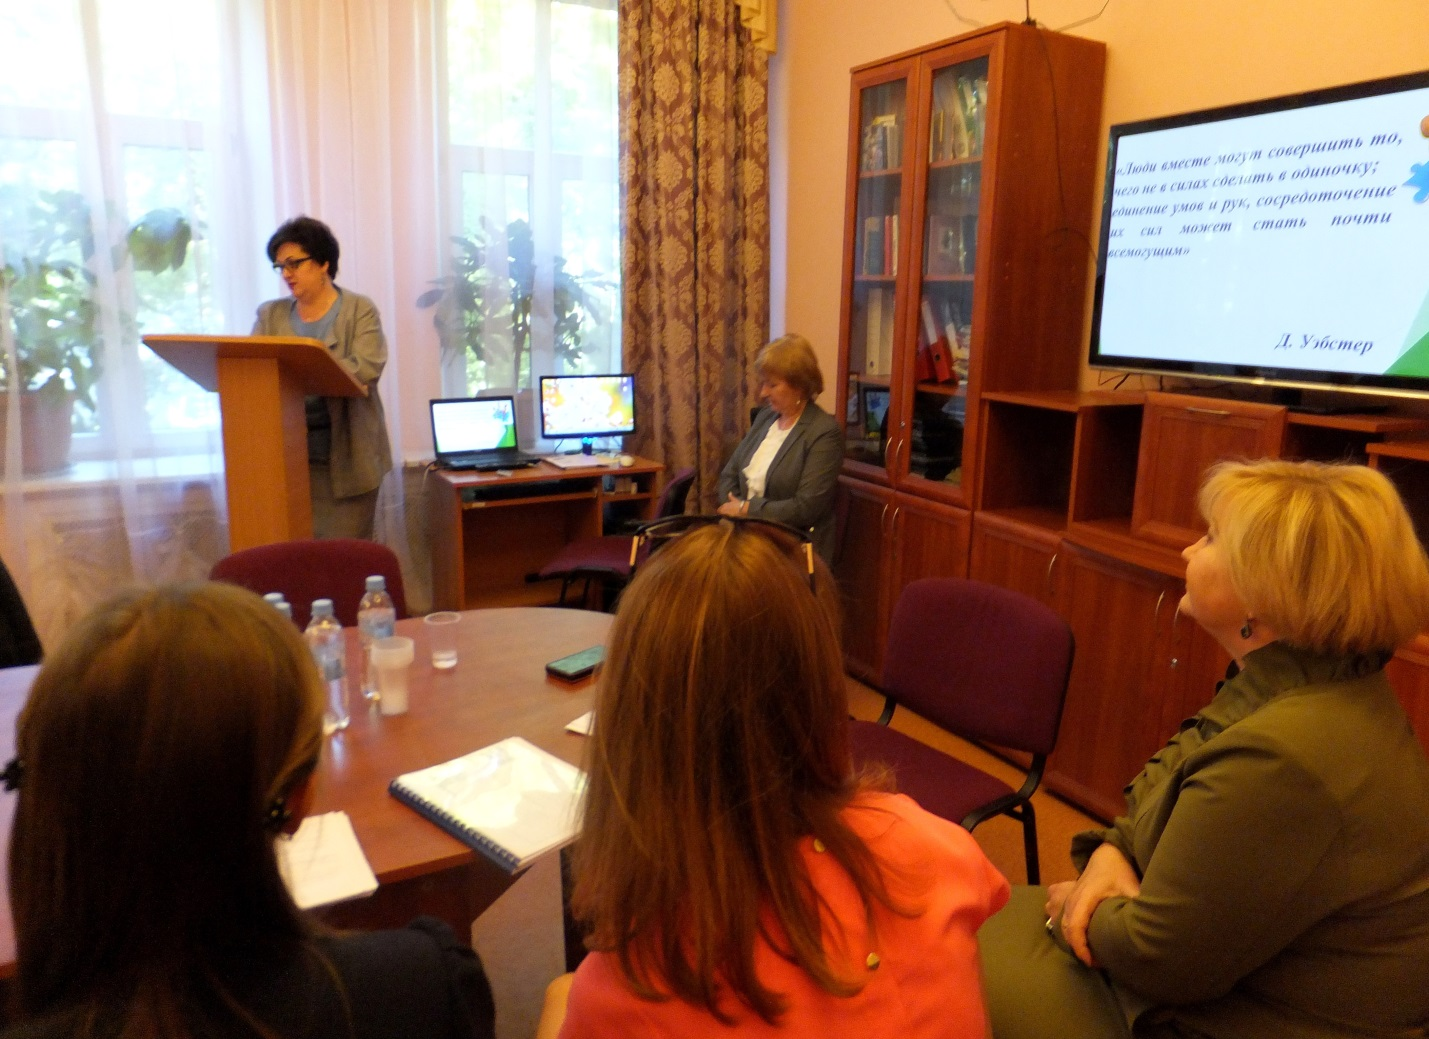 «Люди вместе могут совершить то,
чего не в силах сделать в одиночку;
единение умов и рук, сосредоточение
их сил может стать почти
всемогущим»
Д. Уэбстер